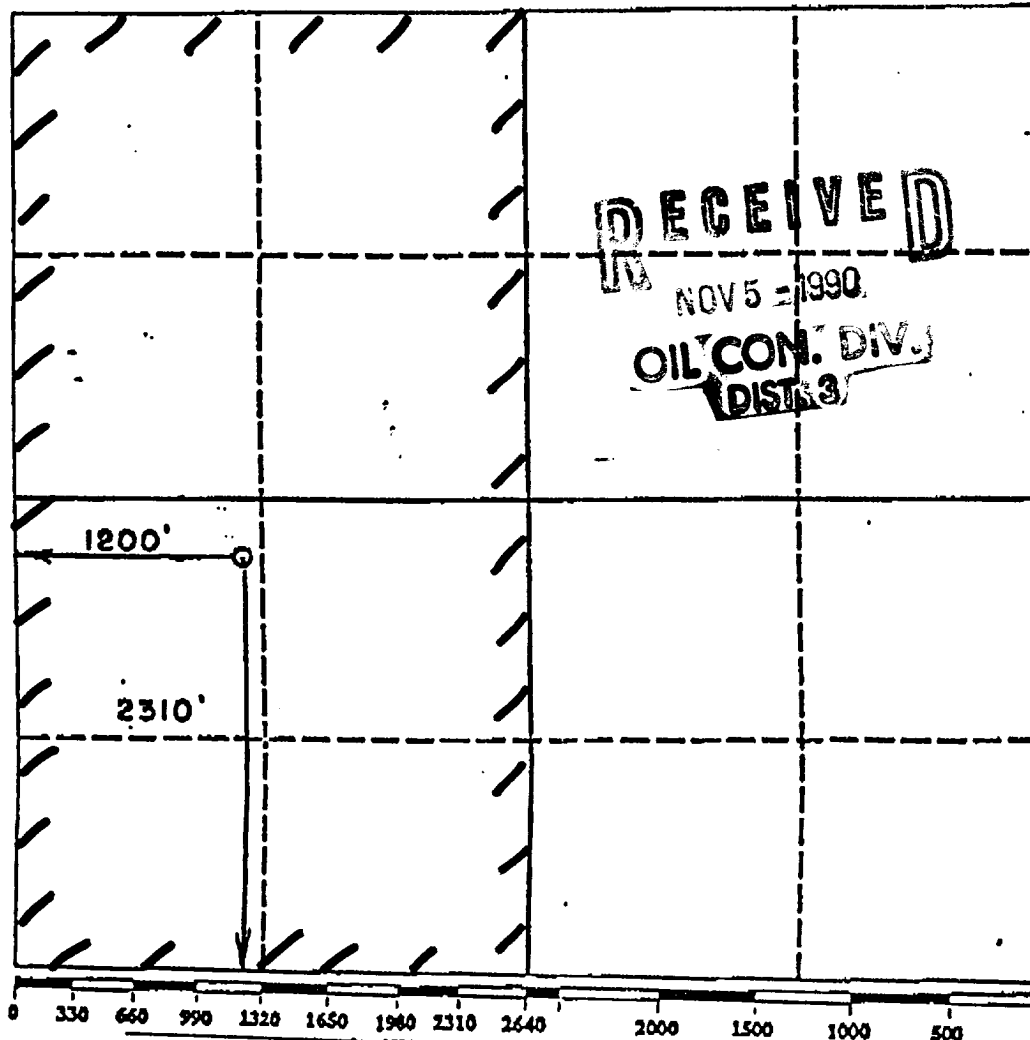 RECEIVED
NOV 5 - 1990
OIL CON. DIV.
DIST. 3
1200'
2310'
0 330 660 990 1320 1650 1980 2310 2640 2000 1500 1000 500